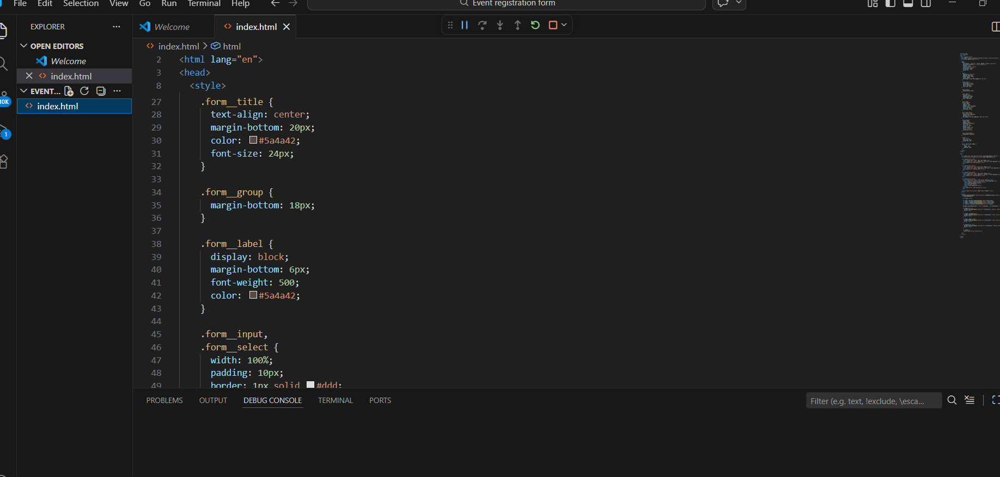 File Edit Selection View Go Run Terminal Help
Event registration form
EXPLORER
OPEN EDITORS
Welcome
index.html
EVENT...
index.html
10K
1
Welcome
index.html
index.html > html
2 <html lang="en">
3 <head>
8 <style>
27 .form__title {
28 text-align: center;
29 margin-bottom: 20px;
30 color: #5a4a42;
31 font-size: 24px;
32 }
33
34 .form__group {
35 margin-bottom: 18px;
36 }
37
38 .form__label {
39 display: block;
40 margin-bottom: 6px;
41 font-weight: 500;
42 color: #5a4a42;
43 }
44
45 .form__input,
46 .form__select {
47 width: 100%;
48 padding: 10px;
49 border: 1px solid #ddd;
PROBLEMS OUTPUT DEBUG CONSOLE TERMINAL PORTS
Filter (e.g. text, !exclude, \esca...